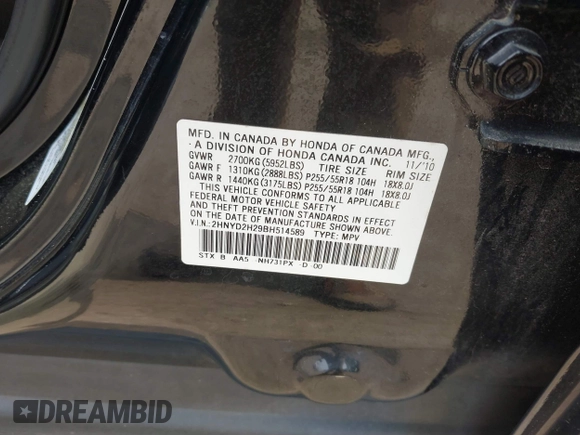 MFD. IN CANADA BY HONDA OF CANADA MFG.,
A DIVISION OF HONDA CANADA INC. 11/'10
GVWR 2700KG (5952LBS) TIRE SIZE RIM SIZE
GAWR F 1310KG (2888LBS) P255/55R18 104H 18X8.0J
GAWR R 1440KG (3175LBS) P255/55R18 104H 18X8.0J
THIS VEHICLE CONFORMS TO ALL APPLICABLE
FEDERAL MOTOR VEHICLE SAFETY
AND THEFT PREVENTION STANDARDS IN EFFECT
ON THE DATE OF MANUFACTURE SHOWN ABOVE.
V.I.N.: 2HNYD2H29BH514589 TYPE: MPV
STX B AA5 -NH731PX -D -00
DREAMBID